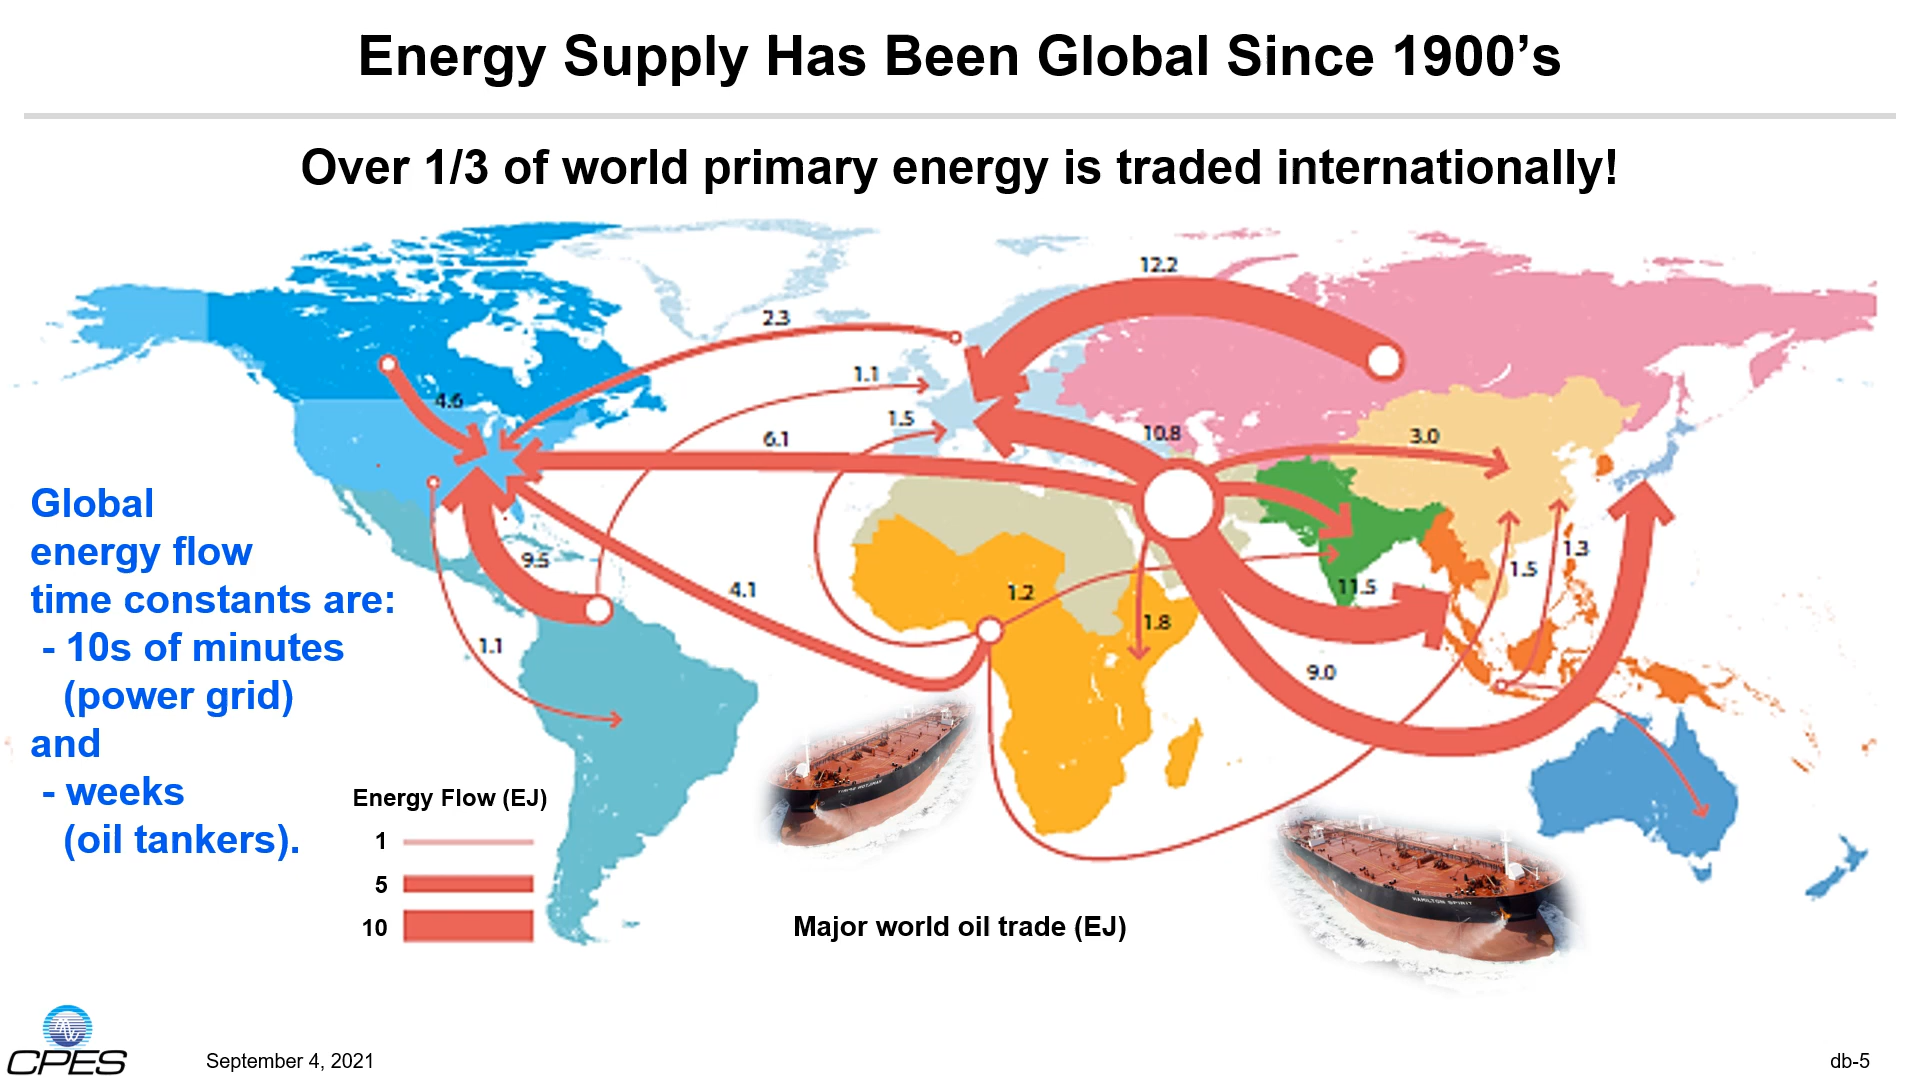 Energy Supply Has Been Global Since 1900’s
Over 1/3 of world primary energy is traded internationally!
12.2
2.3
1.1
4.6
1.5
6.1
10.8
3.0
Global
energy flow
time constants are:
- 10s of minutes
(power grid)
and
- weeks
(oil tankers).
9.5
4.1
1.2
11.5
1.5
1.3
1.8
1.1
9.0
Energy Flow (EJ)
1
5
10
HAMILTON SPIRIT
Major world oil trade (EJ)
CPES
September 4, 2021
db-5